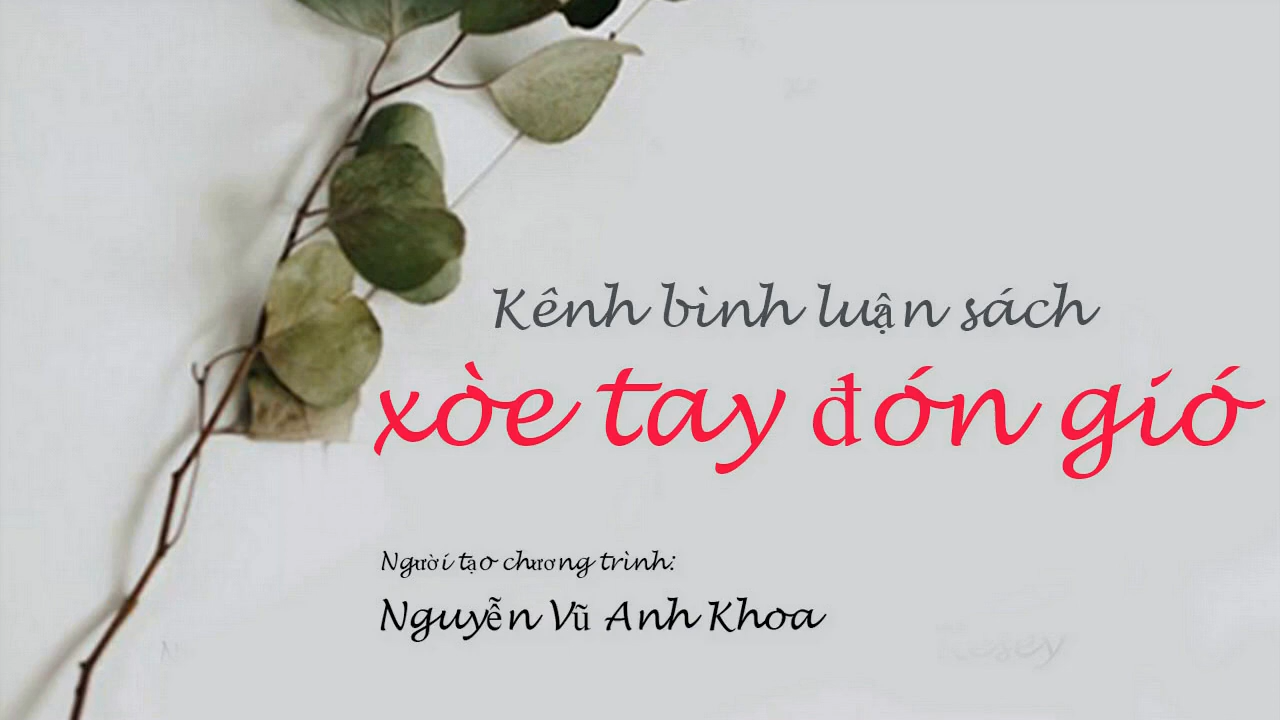 Kênh bình luận sách
xòe tay đón gió
Người tạo chương trình:
Nguyễn Vũ Anh Khoa